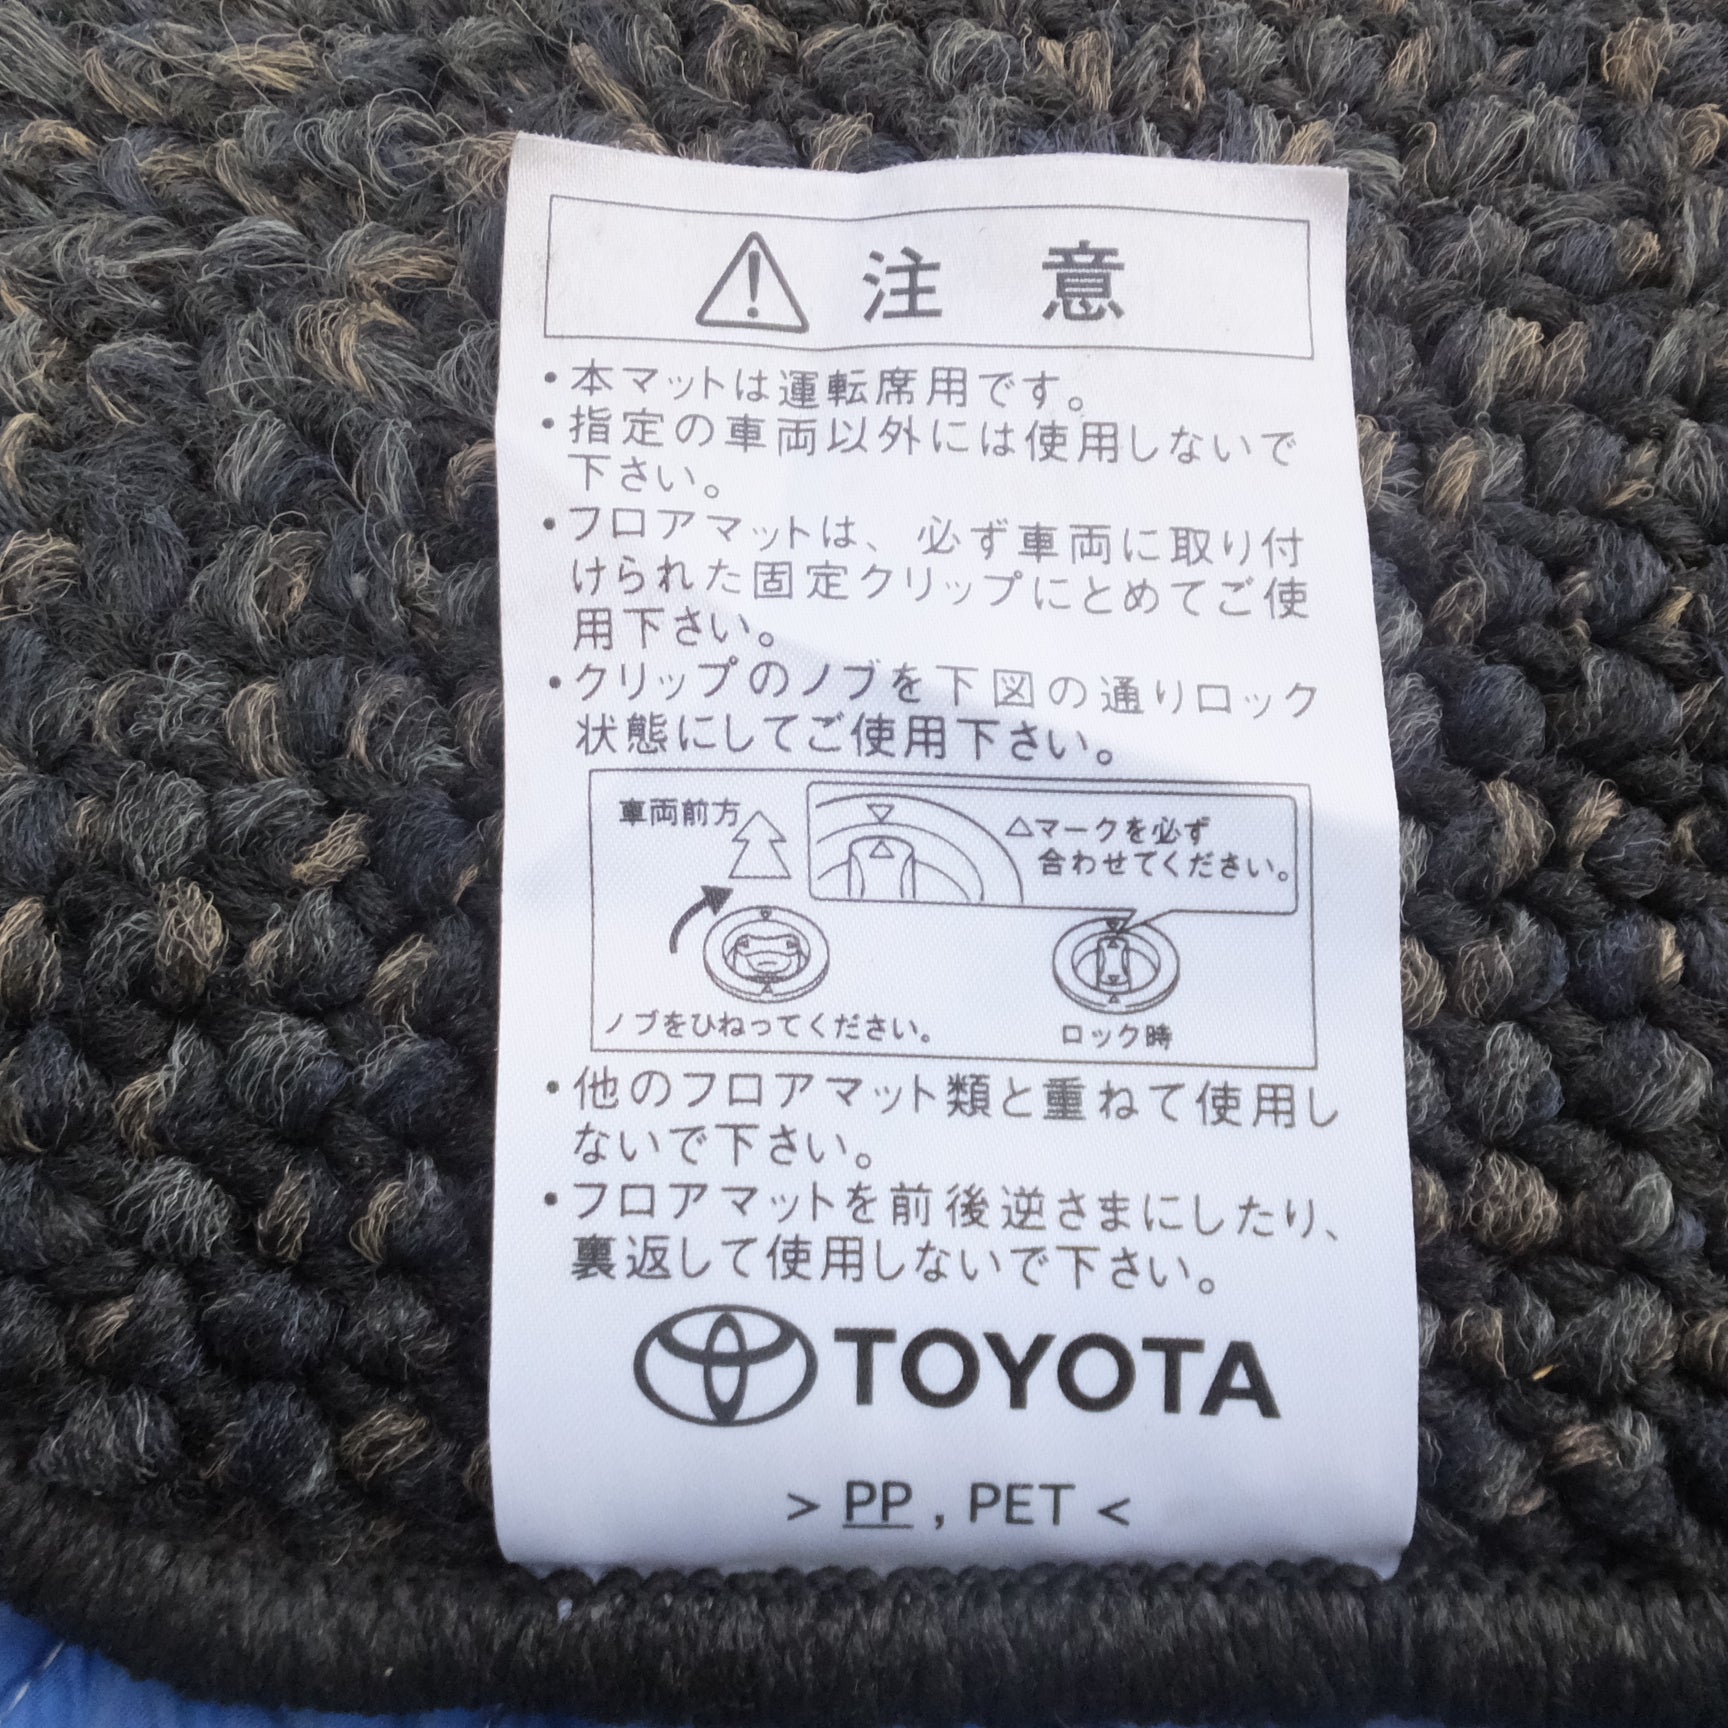 注 意
・本マットは運転席用です。
・指定の車両以外には使用しないで
下さい。
・フロアマットは、必ず車両に取り付
けられた固定クリップにとめてご使
用下さい。
・クリップのノブを下図の通りロック
状態にしてご使用下さい。
車両前方
△マークを必ず
合わせてください。
ノブをひねってください。
ロック時
・他のフロアマット類と重ねて使用し
ないで下さい。
・フロアマットを前後逆さまにしたり、
裏返して使用しないで下さい。
TOYOTA
> PP , PET <